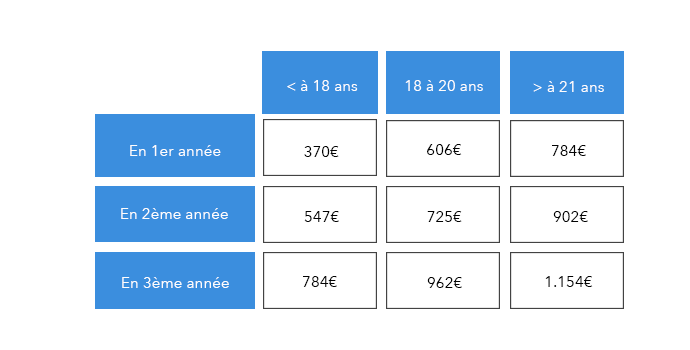 < à 18 ans 18 à 20 ans > à 21 ans
En 1er année 370€ 606€ 784€
En 2ème année 547€ 725€ 902€
En 3ème année 784€ 962€ 1.154€